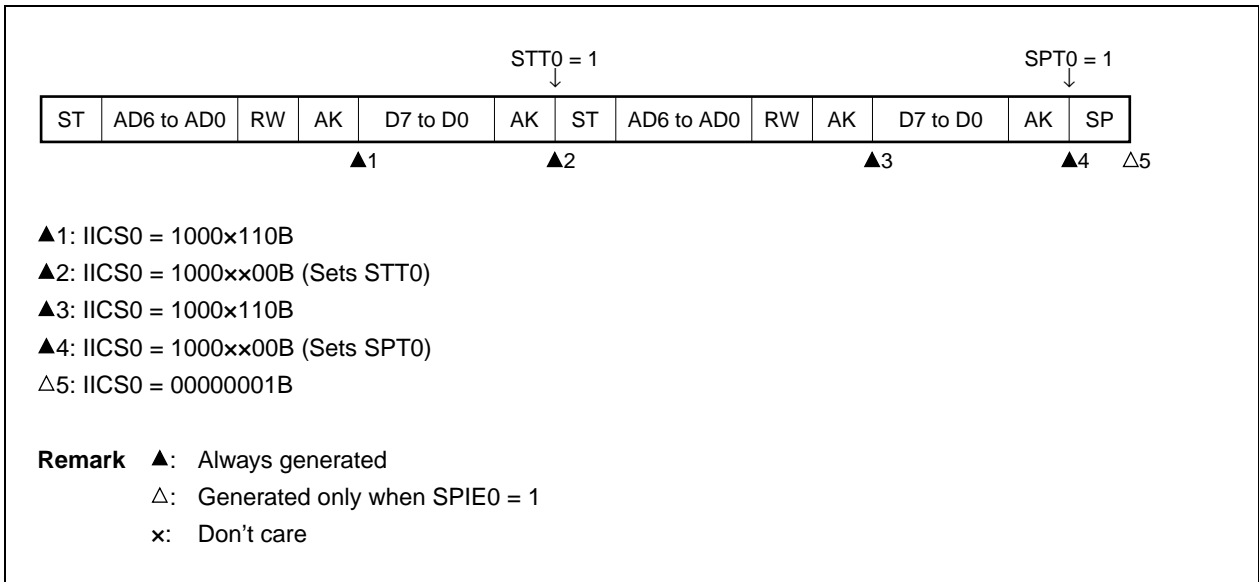 STT0 = 1 SPT0 = 1
↓ ↓
ST AD6 to AD0 RW AK D7 to D0 AK ST AD6 to AD0 RW AK D7 to D0 AK SP
▲1 ▲2 ▲3 ▲4 △5
▲1: IICS0 = 1000×110B
▲2: IICS0 = 1000××00B (Sets STT0)
▲3: IICS0 = 1000×110B
▲4: IICS0 = 1000××00B (Sets SPT0)
△5: IICS0 = 00000001B
Remark ▲: Always generated
△: Generated only when SPIE0 = 1
×: Don't care